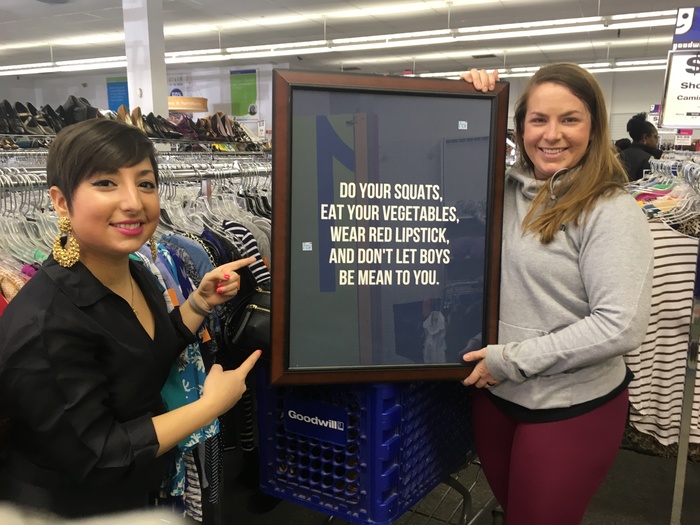 DO YOUR SQUATS,
EAT YOUR VEGETABLES,
WEAR RED LIPSTICK,
AND DON'T LET BOYS
BE MEAN TO YOU.
Goodwill
goodw
$
Sho
Cami